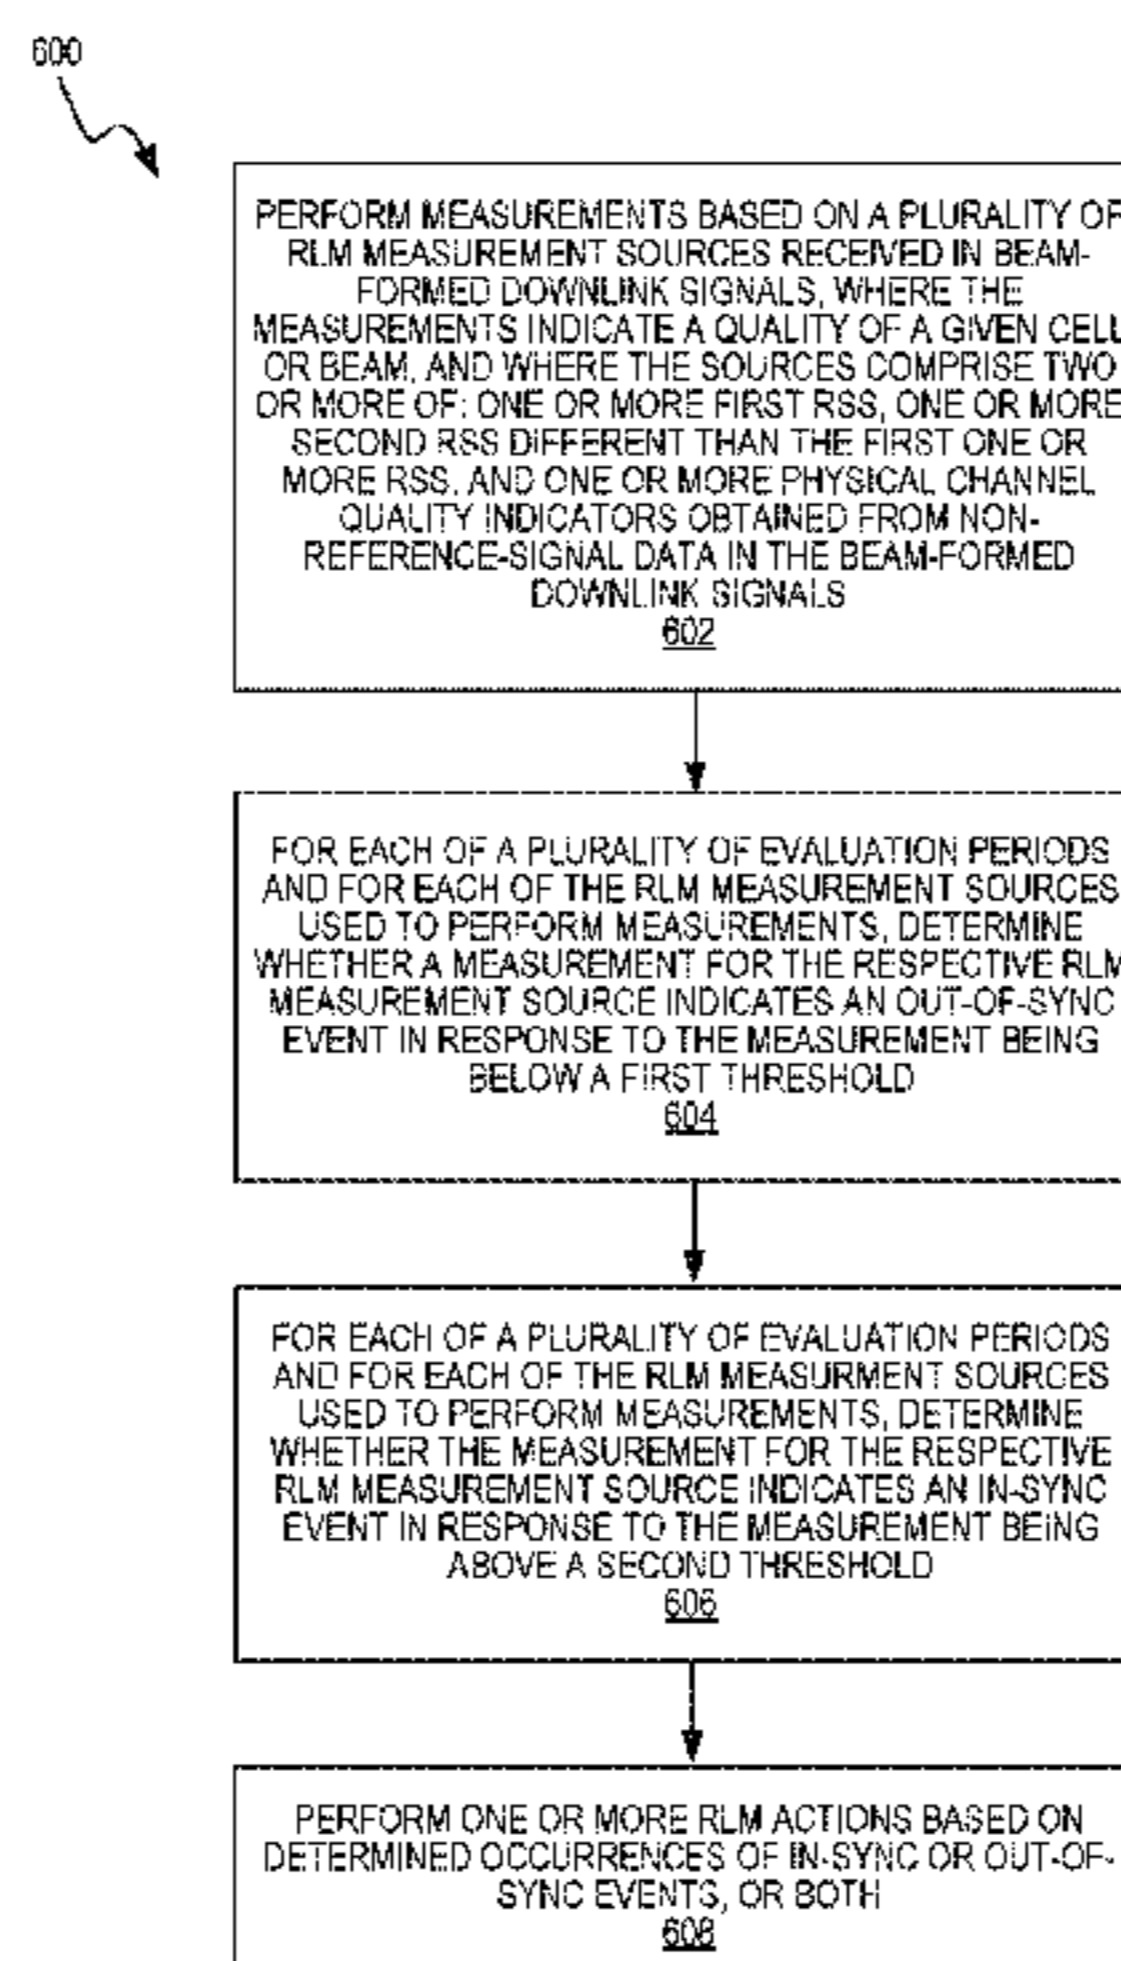 600
PERFORM MEASUREMENTS BASED ON A PLURALITY OF
RLM MEASUREMENT SOURCES RECEIVED IN BEAM-
FORMED DOWNLINK SIGNALS, WHERE THE
MEASUREMENTS INDICATE A QUALITY OF A GIVEN CELL
OR BEAM, AND WHERE THE SOURCES COMPRISE TWO
OR MORE OF: ONE OR MORE FIRST RSS, ONE OR MORE
SECOND RSS DIFFERENT THAN THE FIRST ONE OR
MORE RSS, AND ONE OR MORE PHYSICAL CHANNEL
QUALITY INDICATORS OBTAINED FROM NON-
REFERENCE-SIGNAL DATA IN THE BEAM-FORMED
DOWNLINK SIGNALS
602
FOR EACH OF A PLURALITY OF EVALUATION PERIODS
AND FOR EACH OF THE RLM MEASUREMENT SOURCES
USED TO PERFORM MEASUREMENTS, DETERMINE
WHETHER A MEASUREMENT FOR THE RESPECTIVE RLM
MEASUREMENT SOURCE INDICATES AN OUT-OF-SYNC
EVENT IN RESPONSE TO THE MEASUREMENT BEING
BELOW A FIRST THRESHOLD
604
FOR EACH OF A PLURALITY OF EVALUATION PERIODS
AND FOR EACH OF THE RLM MEASURMENT SOURCES
USED TO PERFORM MEASUREMENTS, DETERMINE
WHETHER THE MEASUREMENT FOR THE RESPECTIVE
RLM MEASUREMENT SOURCE INDICATES AN IN-SYNC
EVENT IN RESPONSE TO THE MEASUREMENT BEING
ABOVE A SECOND THRESHOLD
606
PERFORM ONE OR MORE RLM ACTIONS BASED ON
DETERMINED OCCURRENCES OF IN-SYNC OR OUT-OF-
SYNC EVENTS, OR BOTH
608